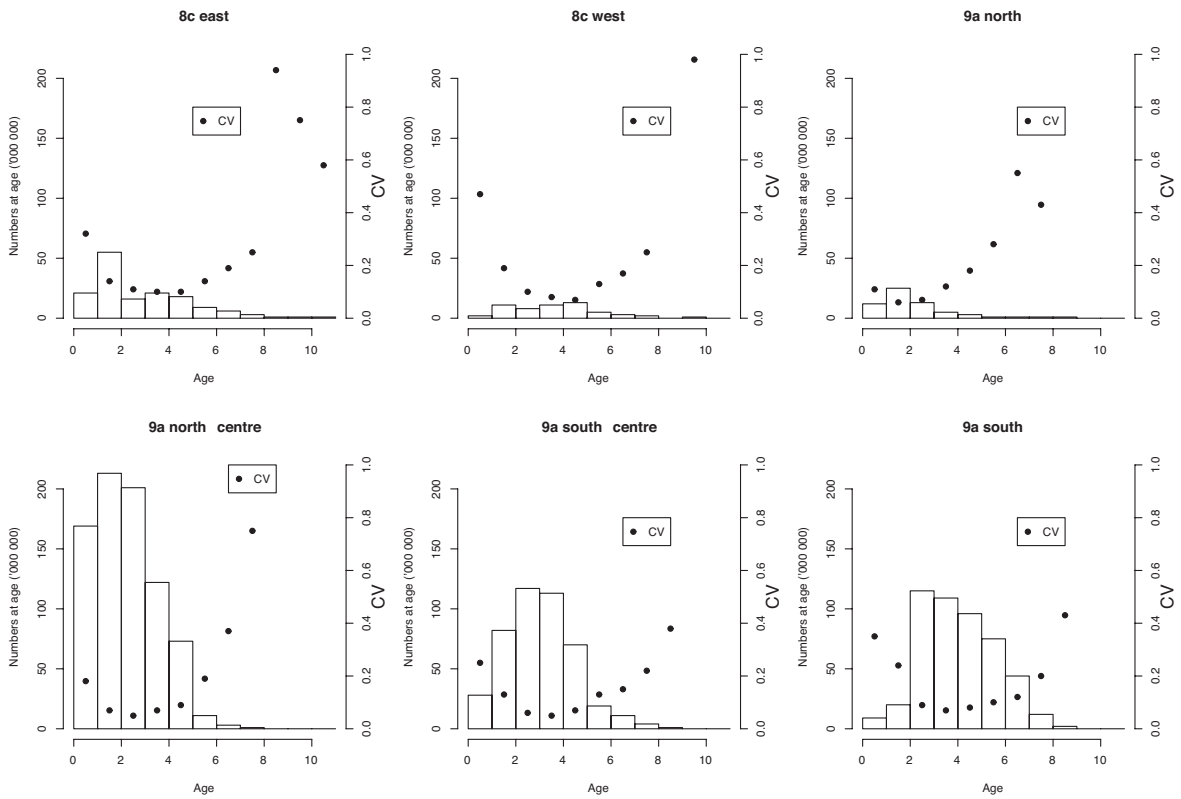 8c east
8c west
9a north
Numbers at age ('000 000)
0 50 100 150 200
CV
0.0 0.2 0.4 0.6 0.8 1.0
CV
0 2 4 6 8 10
Age
Numbers at age ('000 000)
0 50 100 150 200
CV
0.0 0.2 0.4 0.6 0.8 1.0
CV
0 2 4 6 8 10
Age
Numbers at age ('000 000)
0 50 100 150 200
CV
0.0 0.2 0.4 0.6 0.8 1.0
CV
0 2 4 6 8 10
Age
9a north centre
9a south centre
9a south
Numbers at age ('000 000)
0 50 100 150 200
CV
0.0 0.2 0.4 0.6 0.8 1.0
CV
0 2 4 6 8 10
Age
Numbers at age ('000 000)
0 50 100 150 200
CV
0.0 0.2 0.4 0.6 0.8 1.0
CV
0 2 4 6 8 10
Age
Numbers at age ('000 000)
0 50 100 150 200
CV
0.0 0.2 0.4 0.6 0.8 1.0
CV
0 2 4 6 8 10
Age